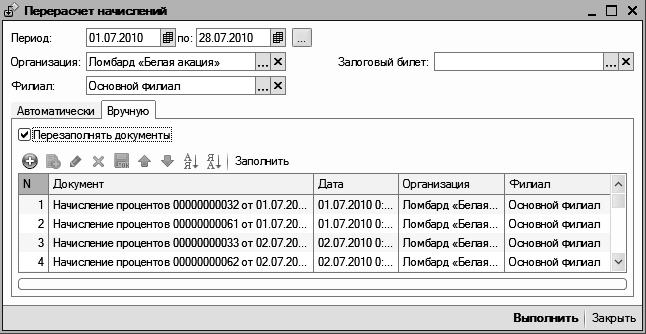 Перерасчет начислений
Период: 01.07.2010 по: 28.07.2010 ...
Организация: Ломбард «Белая акация» ... Залоговый билет: ...
Филиал: Основной филиал ...
Автоматически Вручную
Перезаполнять документы
Заполнить
N Документ Дата Организация Филиал
1 Начисление процентов 00000000032 от 01.07.20... 01.07.2010 0:... Ломбард «Белая... Основной филиал
2 Начисление процентов 00000000061 от 01.07.20... 01.07.2010 0:... Ломбард «Белая... Основной филиал
3 Начисление процентов 00000000033 от 02.07.20... 02.07.2010 0:... Ломбард «Белая... Основной филиал
4 Начисление процентов 00000000062 от 02.07.20... 02.07.2010 0:... Ломбард «Белая... Основной филиал
Выполнить Закрыть